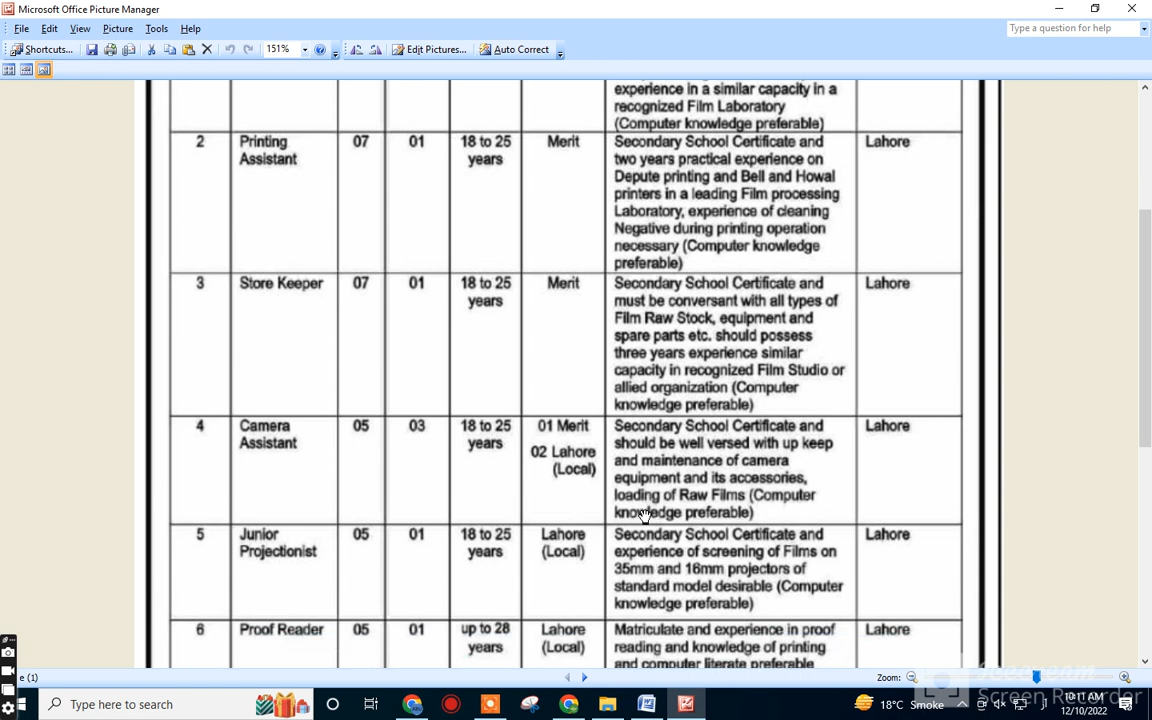 Microsoft Office Picture Manager
File Edit View Picture Tools Help
Type a question for help
Shortcuts... 151% Edit Pictures... Auto Correct
experience in a similar capacity in a
recognized Film Laboratory
(Computer knowledge preferable)
2 Printing 07 01 18 to 25 Merit Secondary School Certificate and Lahore
Assistant years two years practical experience on
Depute printing and Bell and Howal
printers in a leading Film processing
Laboratory, experience of cleaning
Negative during printing operation
necessary (Computer knowledge
preferable)
3 Store Keeper 07 01 18 to 25 Merit Secondary School Certificate and Lahore
years must be conversant with all types of
Film Raw Stock, equipment and
spare parts etc. should possess
three years experience similar
capacity in recognized Film Studio or
allied organization (Computer
knowledge preferable)
4 Camera 05 03 18 to 25 01 Merit Secondary School Certificate and Lahore
Assistant years 02 Lahore should be well versed with up keep
(Local) and maintenance of camera
equipment and its accessories,
loading of Raw Films (Computer
knowledge preferable)
5 Junior 05 01 18 to 25 Lahore Secondary School Certificate and Lahore
Projectionist years (Local) experience of screening of Films on
35mm and 16mm projectors of
standard model desirable (Computer
knowledge preferable)
6 Proof Reader 05 01 up to 28 Lahore Matriculate and experience in proof Lahore
years (Local) reading and knowledge of printing
and computer literate preferable
e (1) Zoom:
Icecream
Screen Recorder
Type here to search 18°C Smoke 10:11 AM
12/10/2022